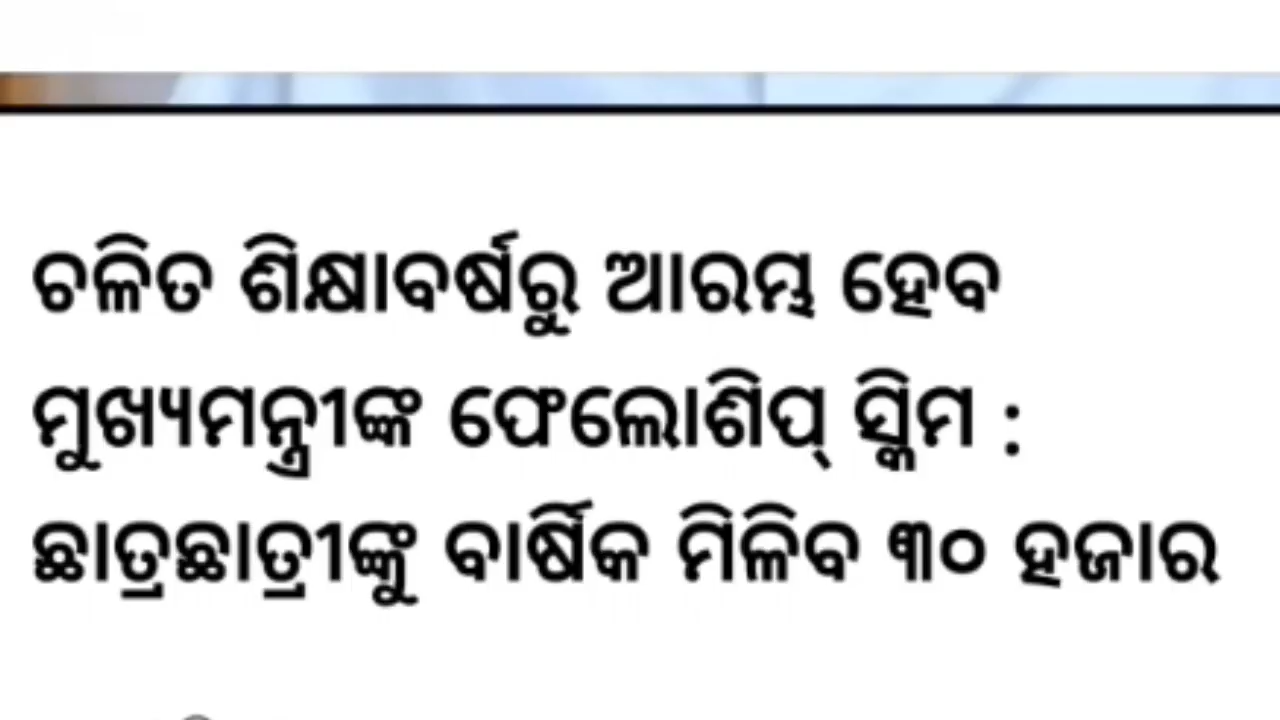 ଚଳିତ ଶିକ୍ଷାବର୍ଷରୁ ଆରମ୍ଭ ହେବ
ମୁଖ୍ୟମନ୍ତ୍ରୀଙ୍କ ଫେଲୋଶିପ୍ ସ୍କିମ :
ଛାତ୍ରଛାତ୍ରୀଙ୍କୁ ବାର୍ଷିକ ମିଳିବ ୩୦ ହଜାର